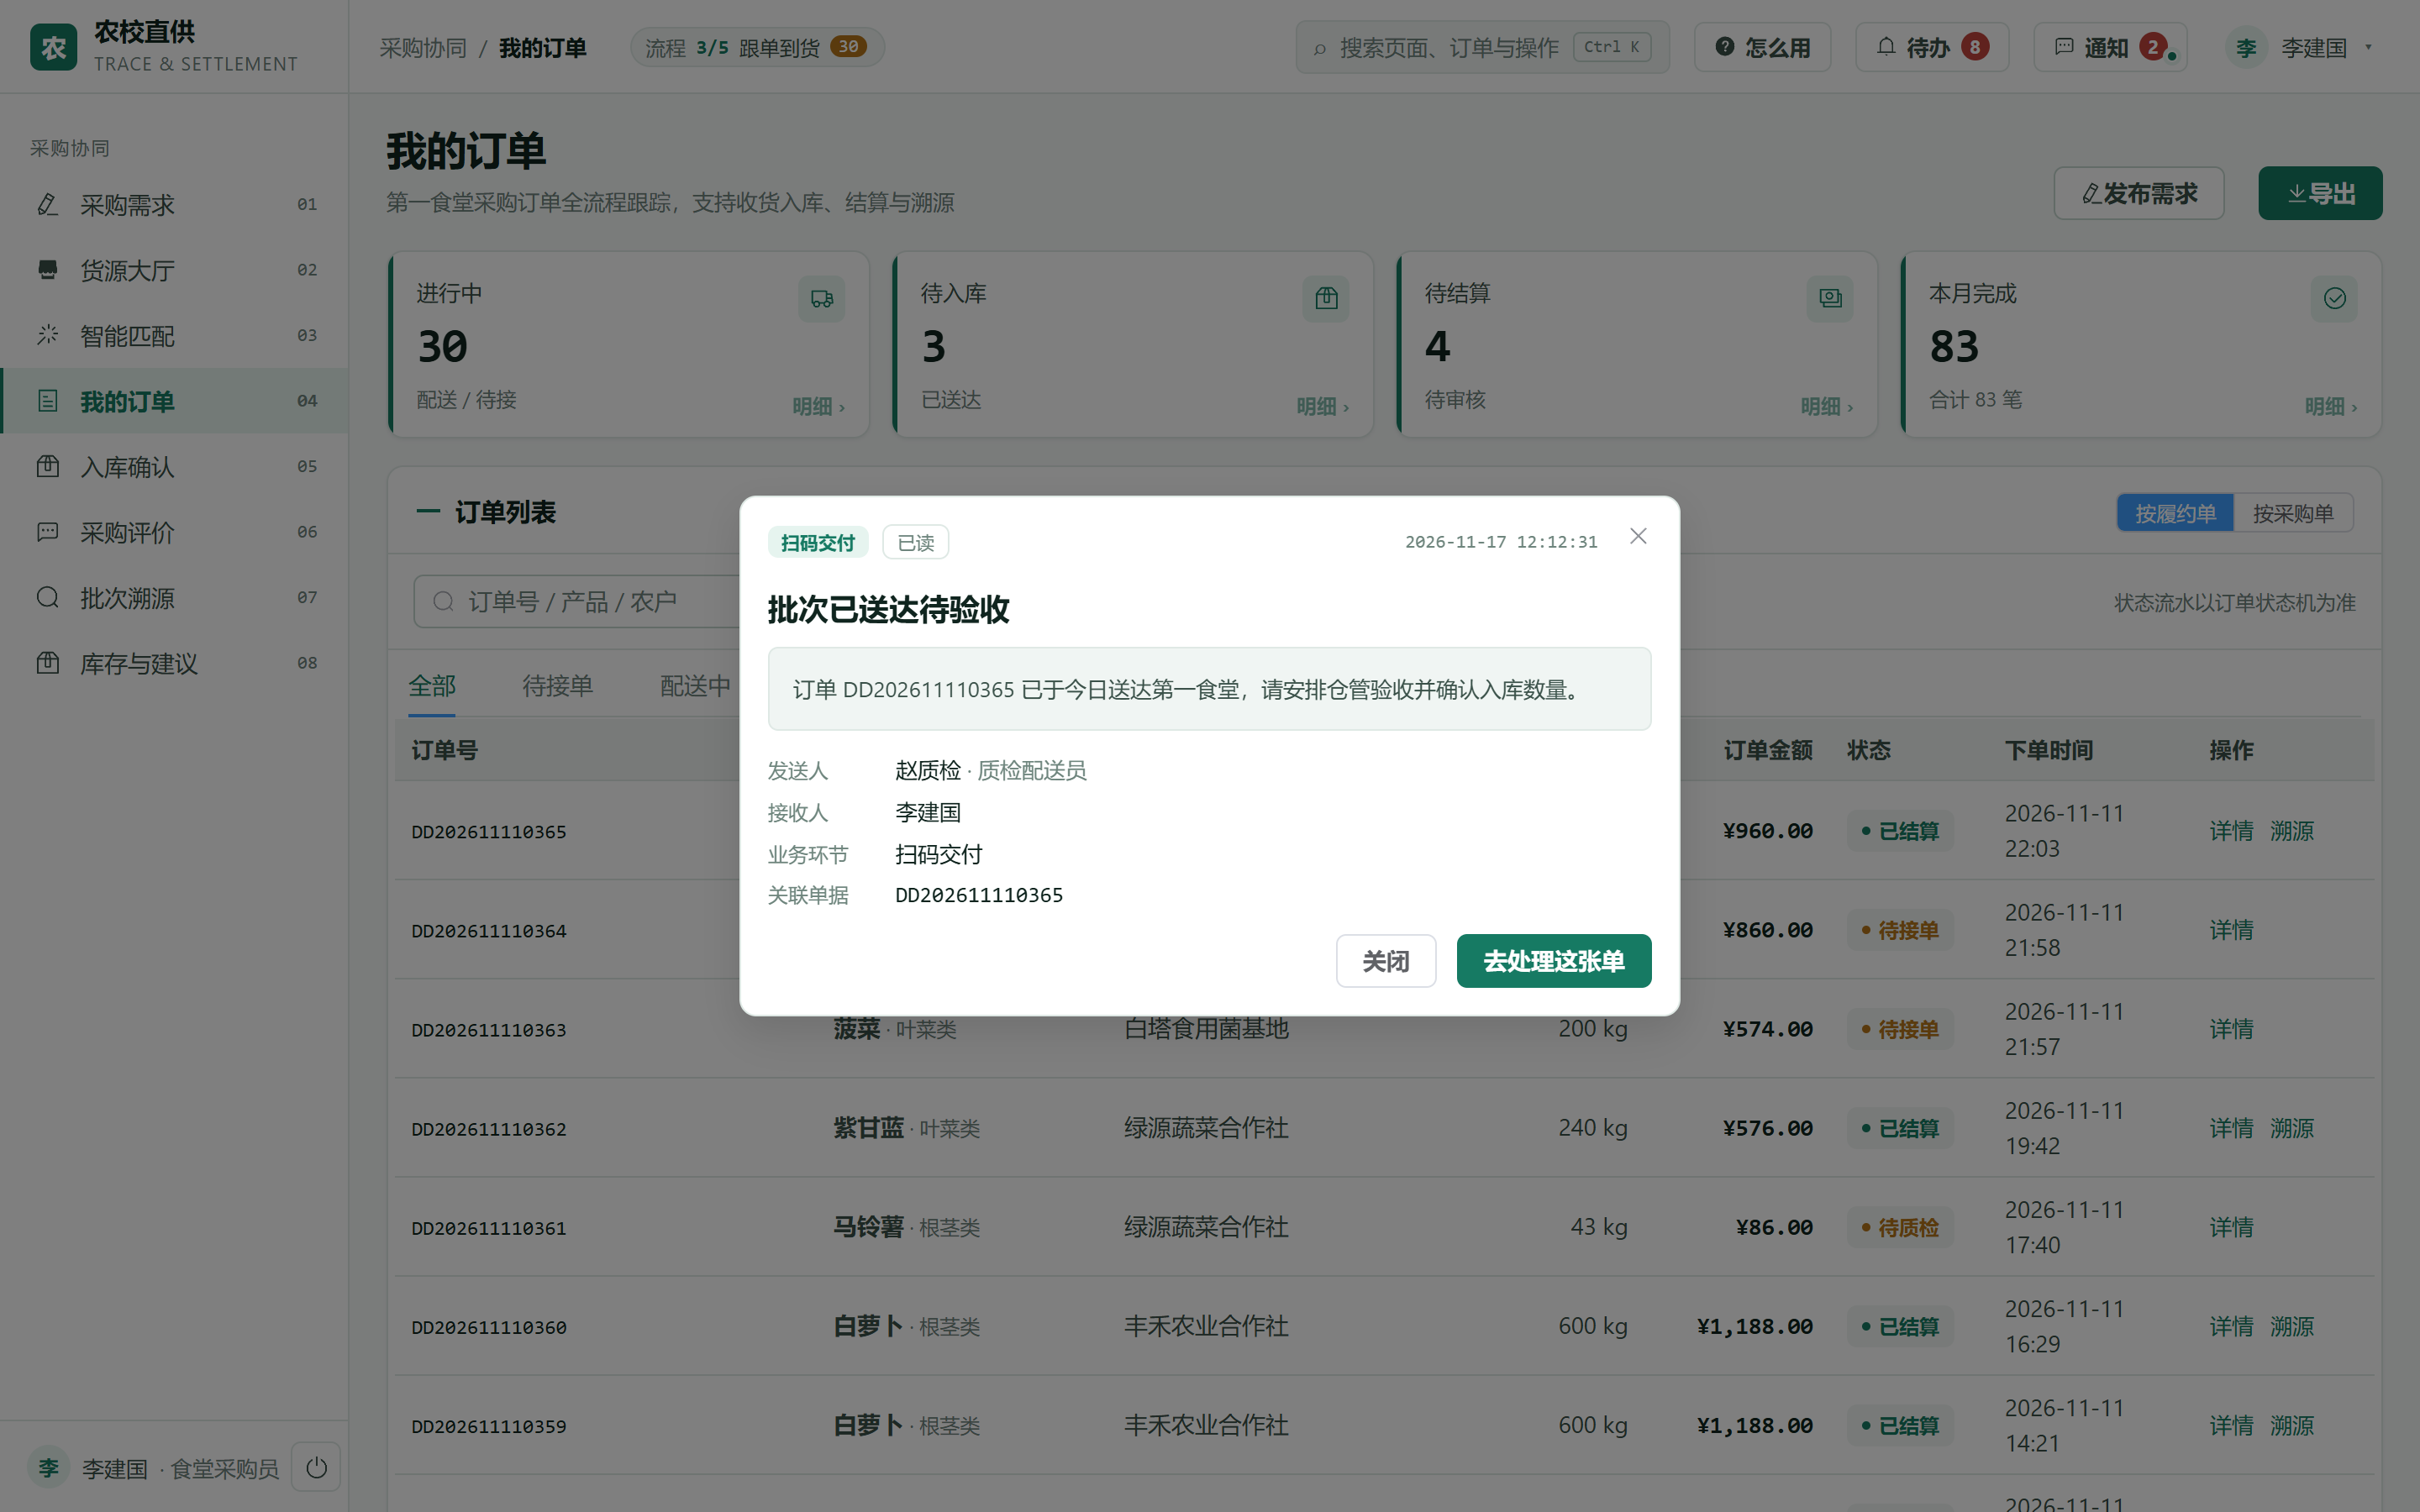 农
农校直供
TRACE & SETTLEMENT
采购协同 / 我的订单
流程 3/5 跟单到货 30
搜索页面、订单与操作 Ctrl K
怎么用
待办 8
通知 2
李 李建国
采购协同
采购需求 01
货源大厅 02
智能匹配 03
我的订单 04
入库确认 05
采购评价 06
批次溯源 07
库存与建议 08
李 李建国 · 食堂采购员
我的订单
第一食堂采购订单全流程跟踪，支持收货入库、结算与溯源
发布需求
导出
进行中
30
配送 / 待接
明细 ›
待入库
3
已送达
明细 ›
待结算
4
待审核
明细 ›
本月完成
83
合计 83 笔
明细 ›
订单列表
按履约单 按采购单
订单号 / 产品 / 农户
状态流水以订单状态机为准
全部 待接单 配送中
订单号 订单金额 状态 下单时间 操作
DD202611110365 ¥960.00 已结算 2026-11-11 22:03 详情 溯源
DD202611110364 ¥860.00 待接单 2026-11-11 21:58 详情
DD202611110363 菠菜 · 叶菜类 白塔食用菌基地 200 kg ¥574.00 待接单 2026-11-11 21:57 详情
DD202611110362 紫甘蓝 · 叶菜类 绿源蔬菜合作社 240 kg ¥576.00 已结算 2026-11-11 19:42 详情 溯源
DD202611110361 马铃薯 · 根茎类 绿源蔬菜合作社 43 kg ¥86.00 待质检 2026-11-11 17:40 详情
DD202611110360 白萝卜 · 根茎类 丰禾农业合作社 600 kg ¥1,188.00 已结算 2026-11-11 16:29 详情 溯源
DD202611110359 白萝卜 · 根茎类 丰禾农业合作社 600 kg ¥1,188.00 已结算 2026-11-11 14:21 详情 溯源
2026-11-11
扫码交付 已读 2026-11-17 12:12:31
批次已送达待验收
订单 DD202611110365 已于今日送达第一食堂，请安排仓管验收并确认入库数量。
发送人 赵质检 · 质检配送员
接收人 李建国
业务环节 扫码交付
关联单据 DD202611110365
关闭
去处理这张单